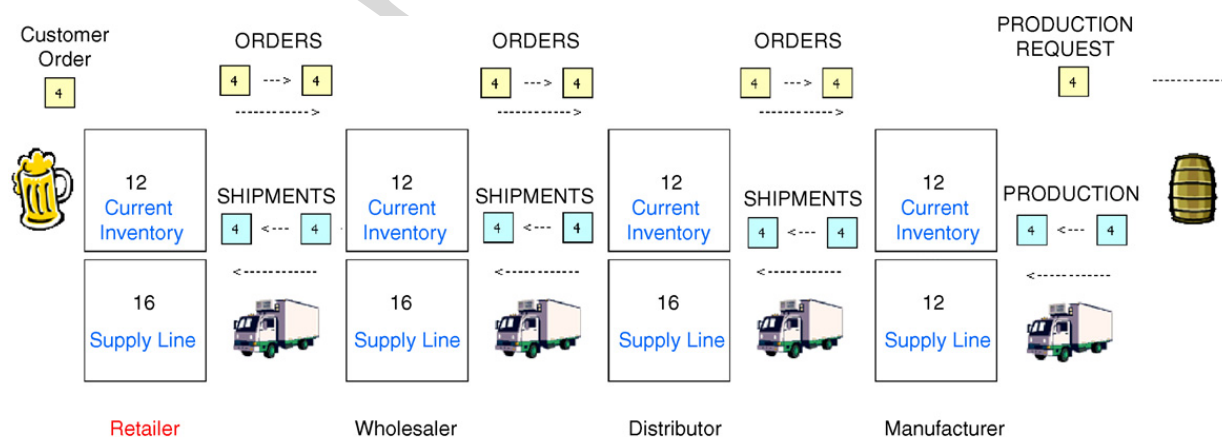 Customer
Order
4
ORDERS
4 ---> 4
----------->
ORDERS
4 ---> 4
----------->
ORDERS
4 ---> 4
----------->
PRODUCTION
REQUEST
4
12
Current
Inventory
SHIPMENTS
4 <--- 4
<-----------
12
Current
Inventory
SHIPMENTS
4 <--- 4
<-----------
12
Current
Inventory
SHIPMENTS
4 <--- 4
<-----------
12
Current
Inventory
PRODUCTION
4 <--- 4
<-----------
16
Supply Line
16
Supply Line
16
Supply Line
12
Supply Line
Retailer
Wholesaler
Distributor
Manufacturer